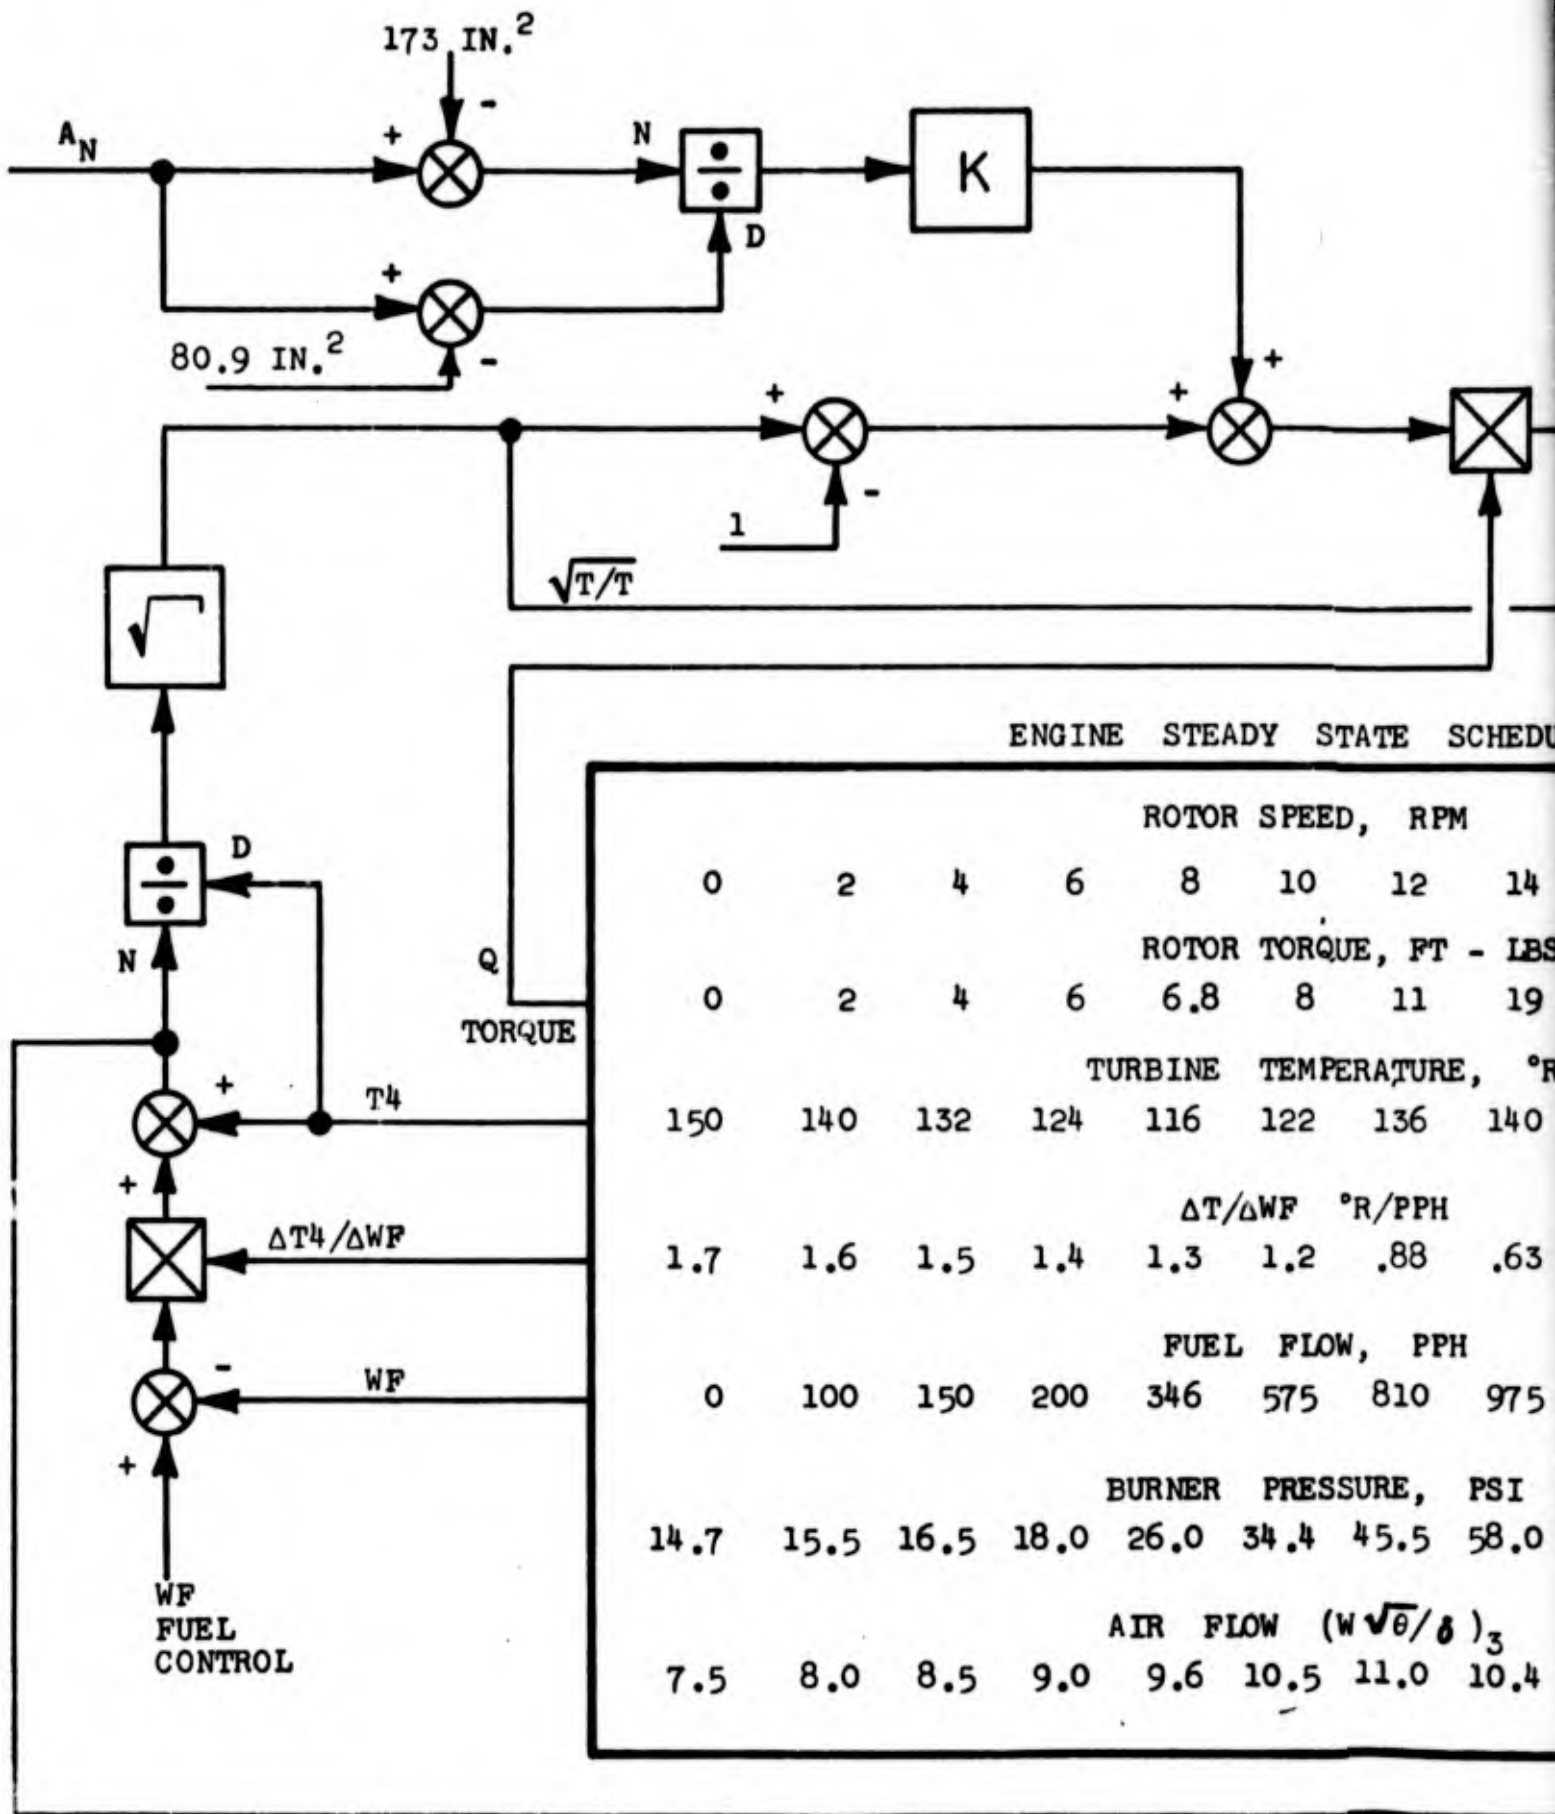 173 IN.²
-
A_N
+
N
÷
K
D
+
80.9 IN.²
-
+
+
+
-
1
√T/T
√
ENGINE STEADY STATE SCHEDU
ROTOR SPEED, RPM
0 2 4 6 8 10 12 14
D
÷
N
Q
TORQUE
ROTOR TORQUE, FT - LBS
0 2 4 6 6.8 8 11 19
TURBINE TEMPERATURE, °R
+
T4
150 140 132 124 116 122 136 140
+
ΔT/ΔWF °R/PPH
ΔT4/ΔWF
1.7 1.6 1.5 1.4 1.3 1.2 .88 .63
FUEL FLOW, PPH
-
WF
0 100 150 200 346 575 810 975
+
BURNER PRESSURE, PSI
14.7 15.5 16.5 18.0 26.0 34.4 45.5 58.0
WF
FUEL
CONTROL
AIR FLOW (W√θ/δ)₃
7.5 8.0 8.5 9.0 9.6 10.5 11.0 10.4